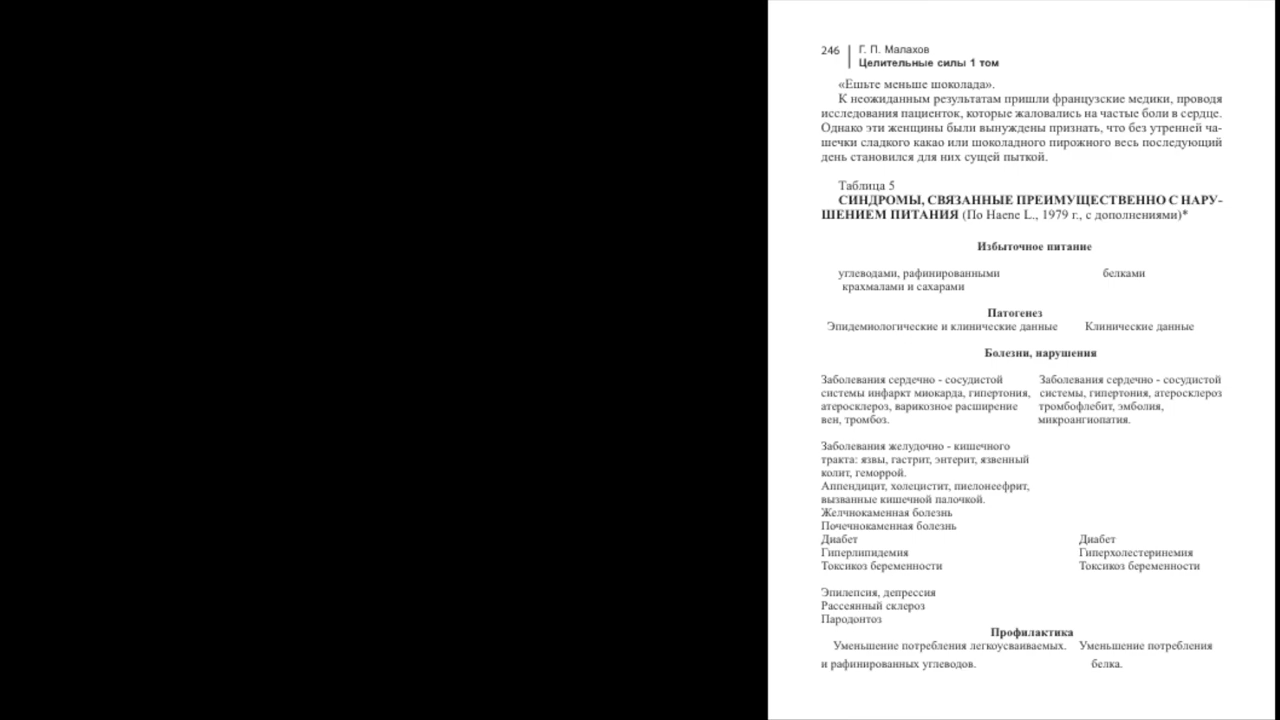 246 Г. П. Малахов
Целительные силы 1 том
«Ешьте меньше шоколада».
К неожиданным результатам пришли французские медики, проводя
исследования пациенток, которые жаловались на частые боли в сердце.
Однако эти женщины были вынуждены признать, что без утренней ча-
шечки сладкого какао или шоколадного пирожного весь последующий
день становился для них сущей пыткой.
Таблица 5
СИНДРОМЫ, СВЯЗАННЫЕ ПРЕИМУЩЕСТВЕННО С НАРУ-
ШЕНИЕМ ПИТАНИЯ (По Haene L., 1979 г., с дополнениями)*
Избыточное питание
углеводами, рафинированными белками
крахмалами и сахарами
Патогенез
Эпидемиологические и клинические данные Клинические данные
Болезни, нарушения
Заболевания сердечно - сосудистой Заболевания сердечно - сосудистой
системы инфаркт миокарда, гипертония, системы, гипертония, атеросклероз
атеросклероз, варикозное расширение тромбофлебит, эмболия,
вен, тромбоз. микроангиопатия.
Заболевания желудочно - кишечного
тракта: язвы, гастрит, энтерит, язвенный
колит, геморрой.
Аппендицит, холецистит, пиелонеефрит,
вызванные кишечной палочкой.
Желчнокаменная болезнь
Почечнокаменная болезнь
Диабет Диабет
Гиперлипидемия Гиперхолестеринемия
Токсикоз беременности Токсикоз беременности
Эпилепсия, депрессия
Рассеянный склероз
Пародонтоз
Профилактика
Уменьшение потребления легкоусваиваемых. Уменьшение потребления
и рафинированных углеводов. белка.